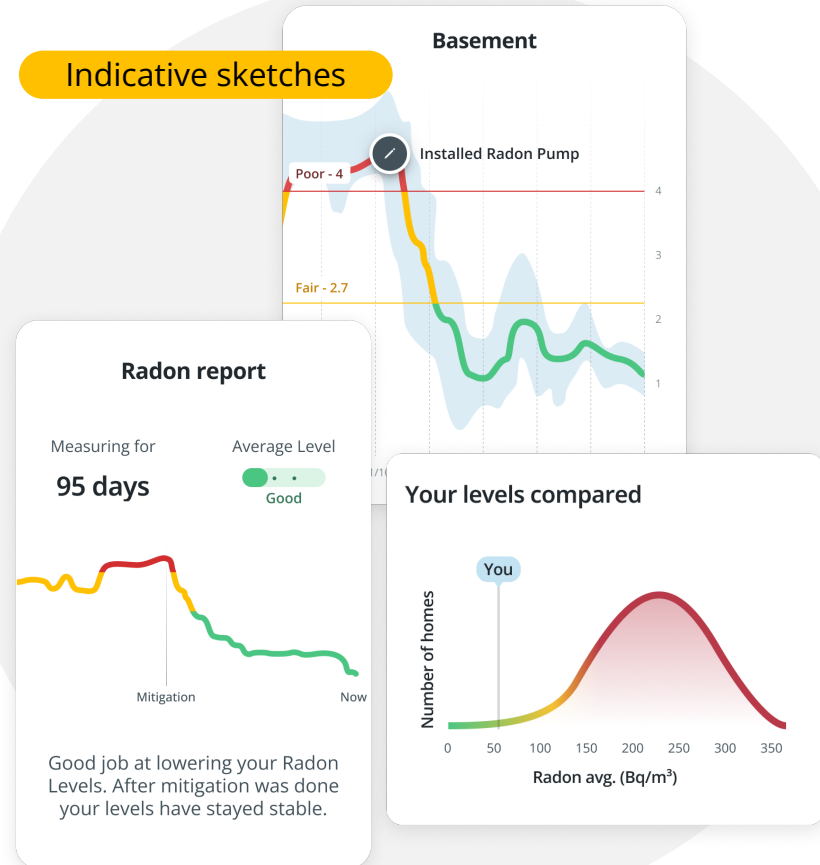 Indicative sketches
Basement
Installed Radon Pump
Poor - 4
4
3
Fair - 2.7
2
1
Radon report
Measuring for
95 days
Average Level
Good
Mitigation
Now
Good job at lowering your Radon
Levels. After mitigation was done
your levels have stayed stable.
Your levels compared
You
Number of homes
0 50 100 150 200 250 300 350
Radon avg. (Bq/m³)